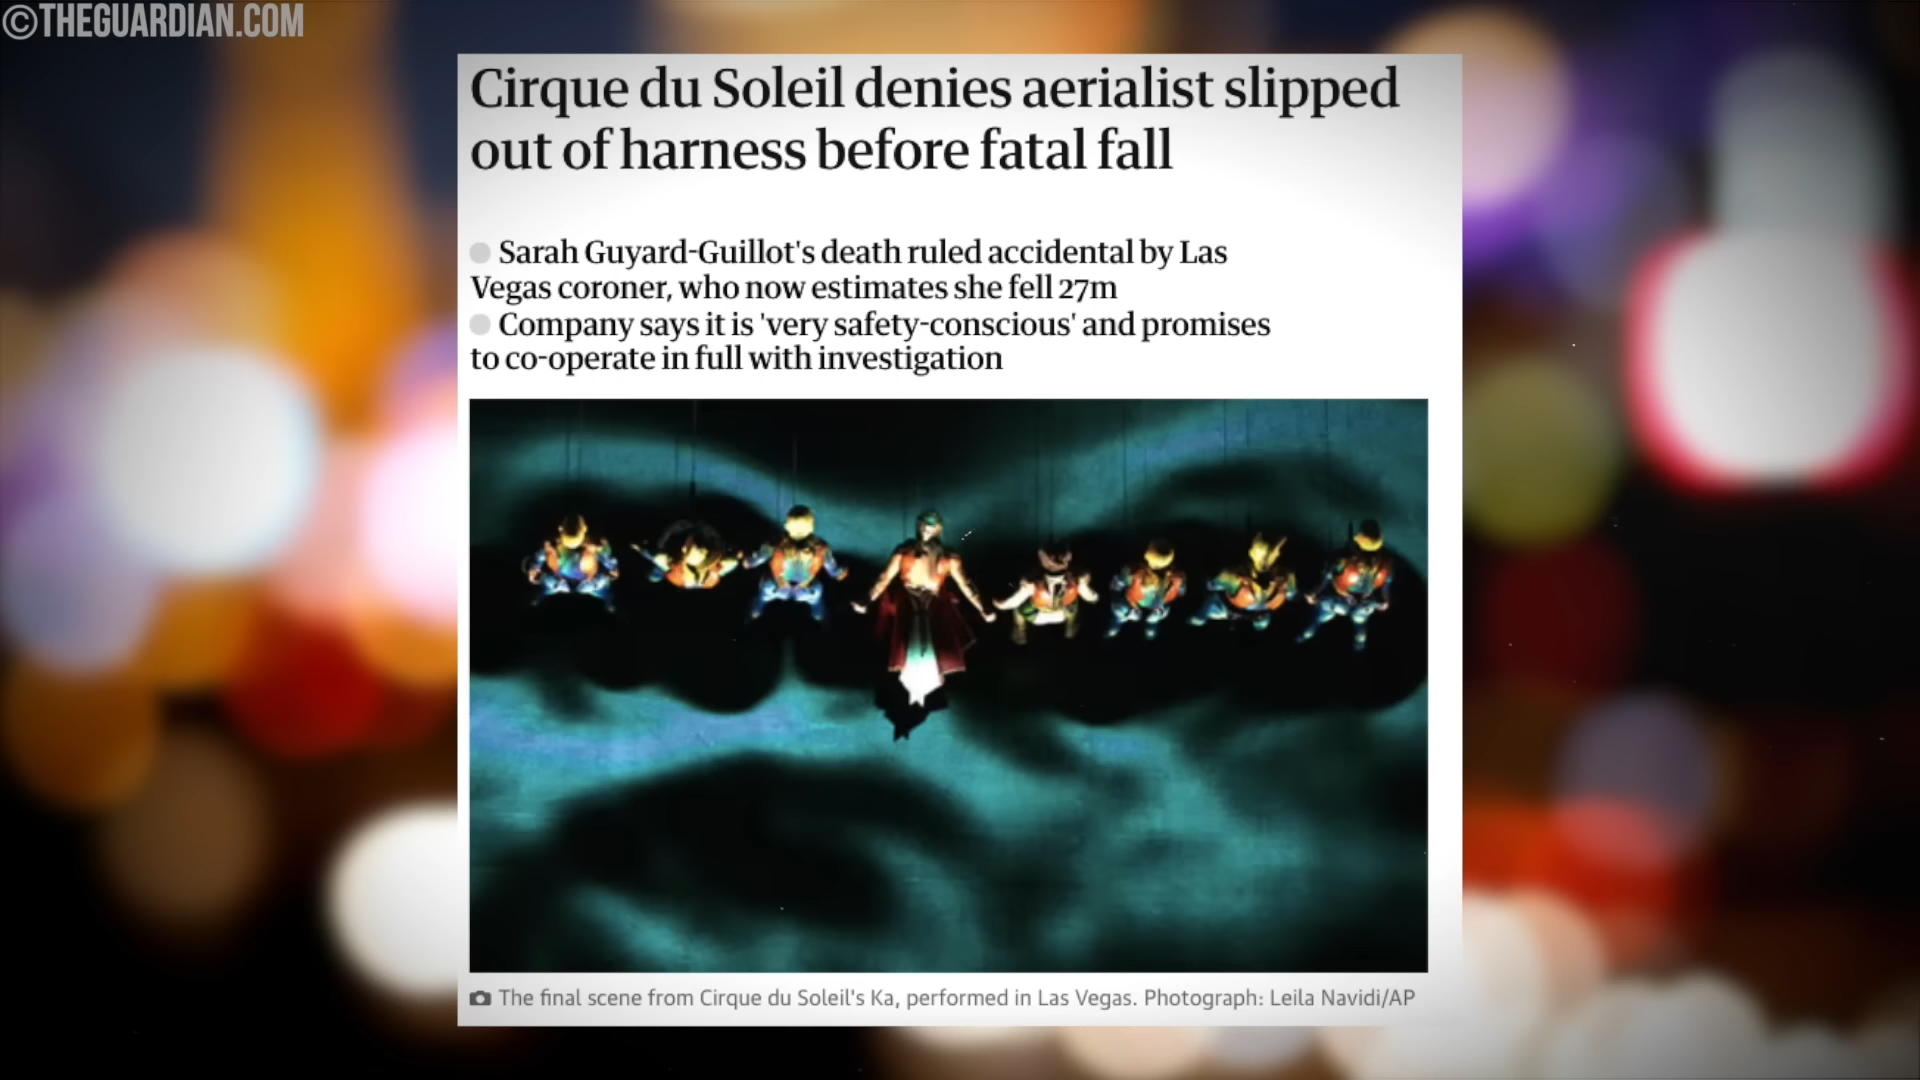 ©THEGUARDIAN.COM
Cirque du Soleil denies aerialist slipped
out of harness before fatal fall
Sarah Guyard-Guillot's death ruled accidental by Las
Vegas coroner, who now estimates she fell 27m
Company says it is 'very safety-conscious' and promises
to co-operate in full with investigation
The final scene from Cirque du Soleil's Ka, performed in Las Vegas. Photograph: Leila Navidi/AP